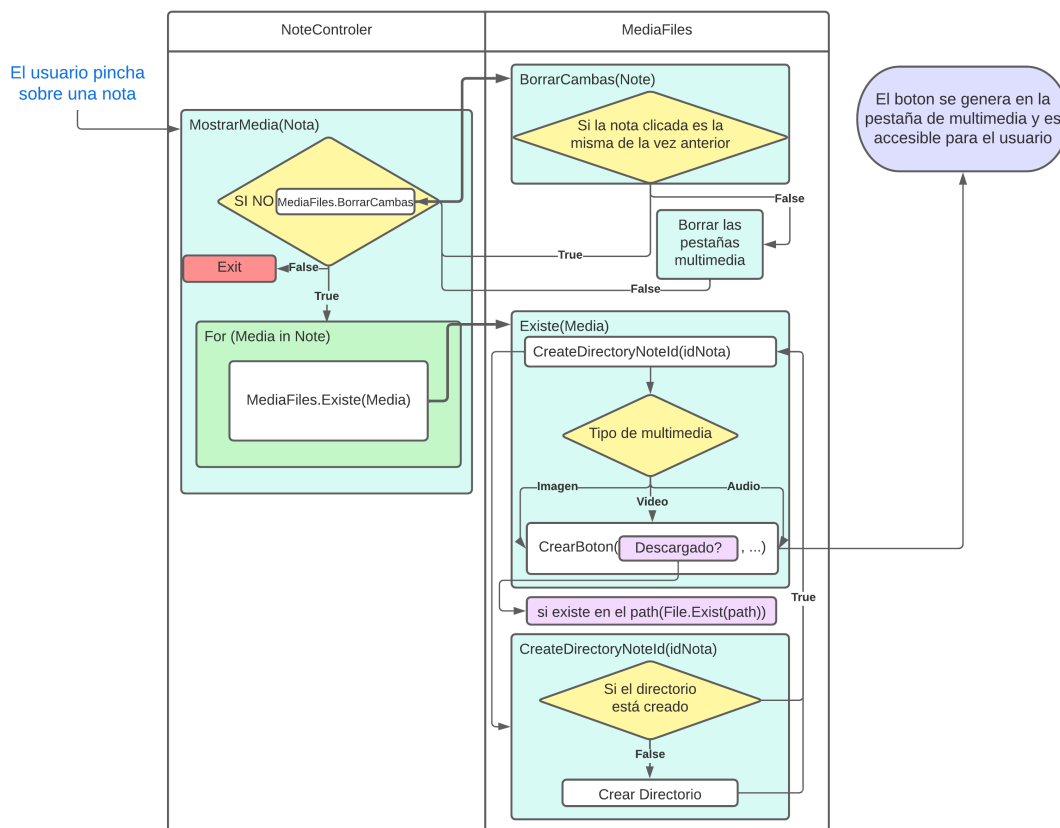 NoteControler
MediaFiles
El usuario pincha
sobre una nota
MostrarMedia(Nota)
SI NO
MediaFiles.BorrarCambas
False
Exit
True
For (Media in Note)
MediaFiles.Existe(Media)
BorrarCambas(Note)
Si la nota clicada es la
misma de la vez anterior
False
Borrar las
pestañas
multimedia
True
False
Existe(Media)
CreateDirectoryNoteId(idNota)
Tipo de multimedia
Imagen
Video
Audio
CrearBoton(
Descargado?
, ...)
True
si existe en el path(File.Exist(path))
CreateDirectoryNoteId(idNota)
Si el directorio
está creado
False
Crear Directorio
El boton se genera en la
pestaña de multimedia y es
accesible para el usuario